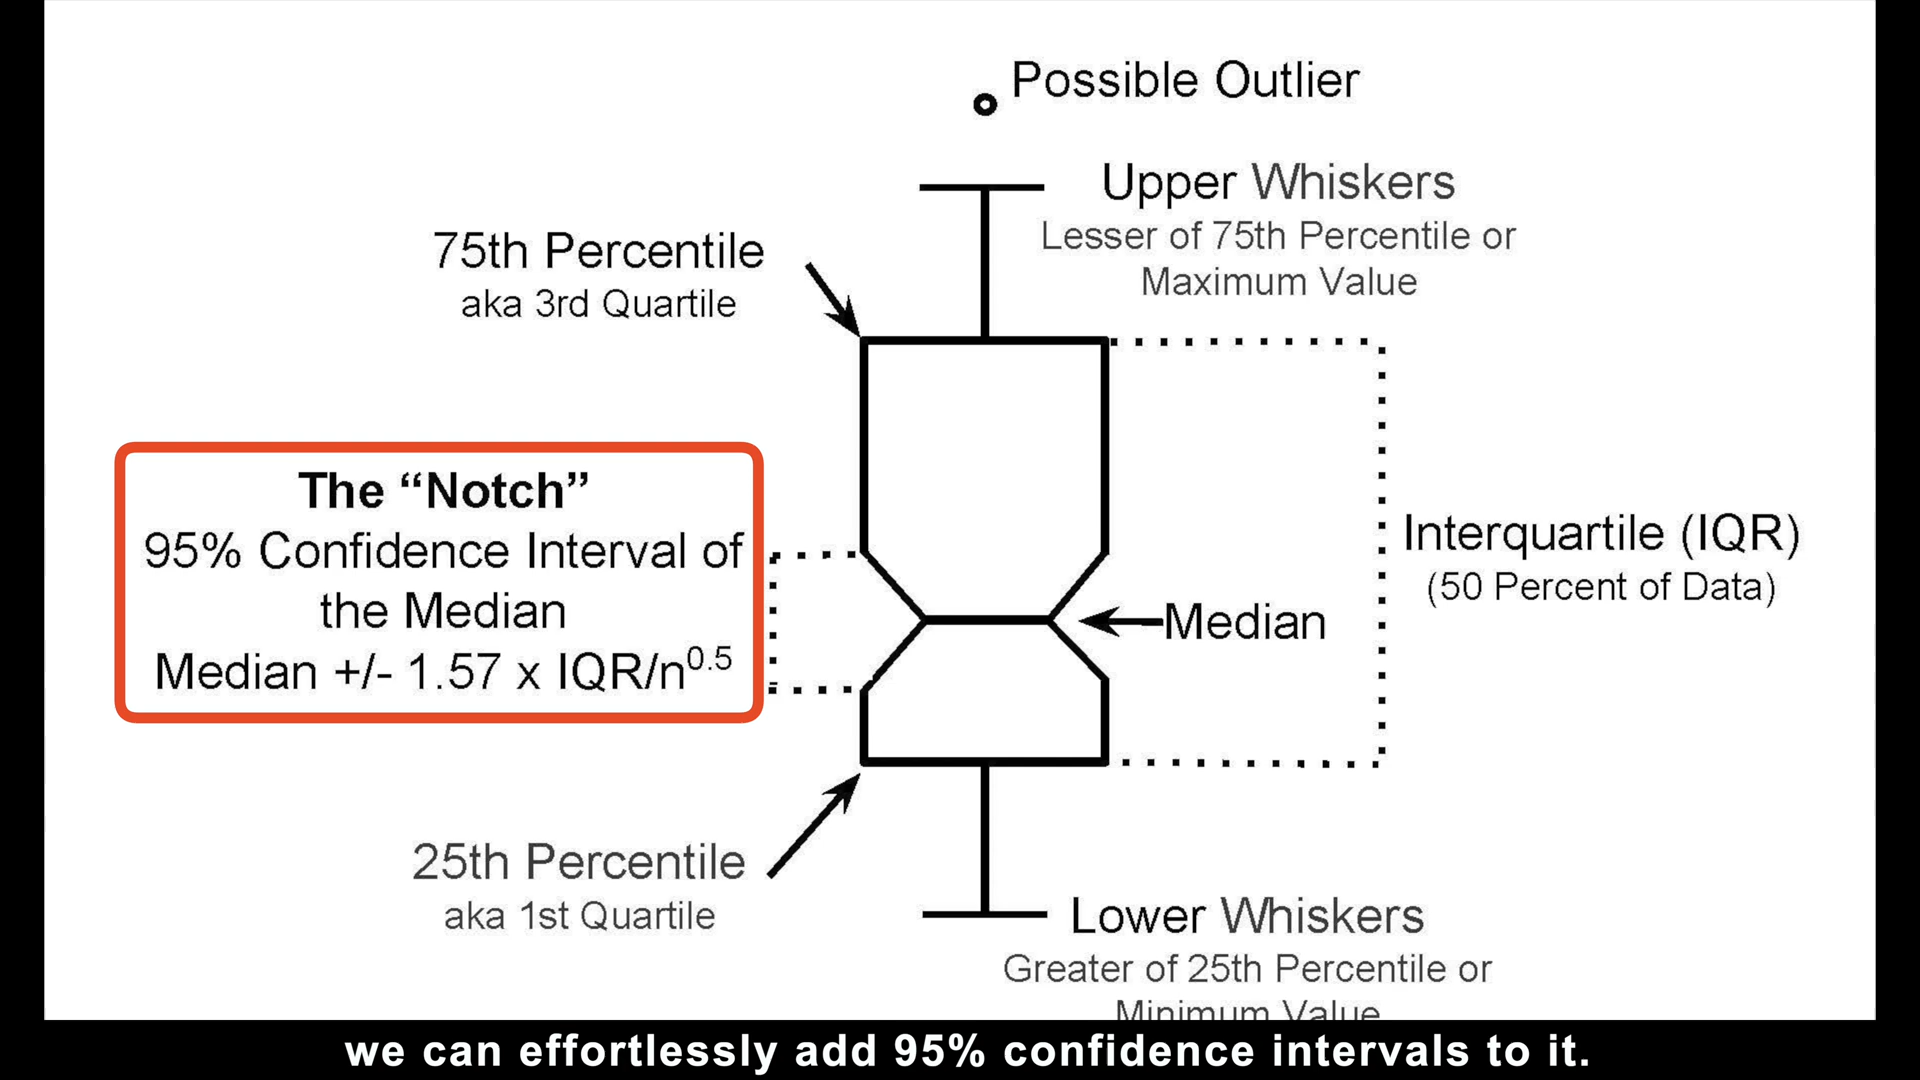 Possible Outlier
Upper Whiskers
Lesser of 75th Percentile or
Maximum Value
75th Percentile
aka 3rd Quartile
The “Notch”
95% Confidence Interval of
the Median
Median +/- 1.57 x IQR/n^0.5
Median
Interquartile (IQR)
(50 Percent of Data)
25th Percentile
aka 1st Quartile
Lower Whiskers
Greater of 25th Percentile or
Minimum Value
we can effortlessly add 95% confidence intervals to it.